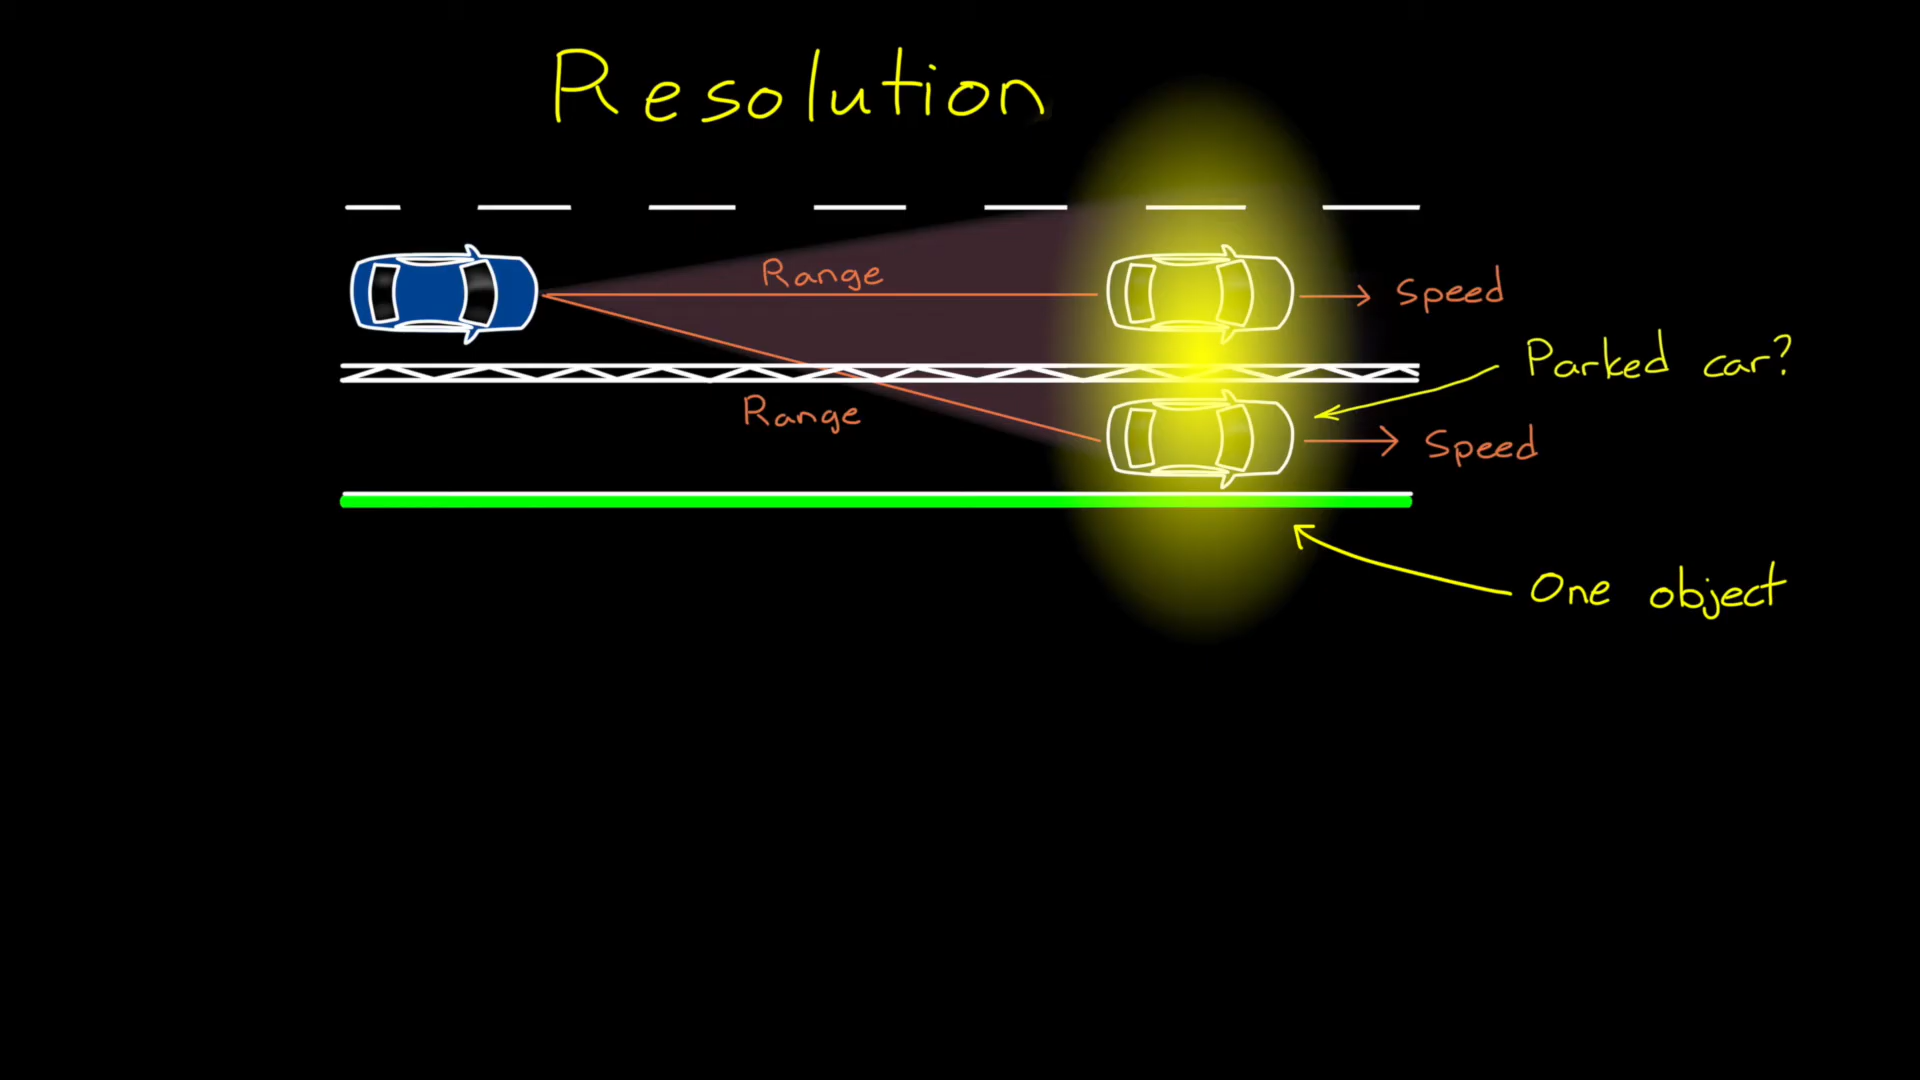 Resolution
Range
Speed
Parked car?
Range
Speed
One object